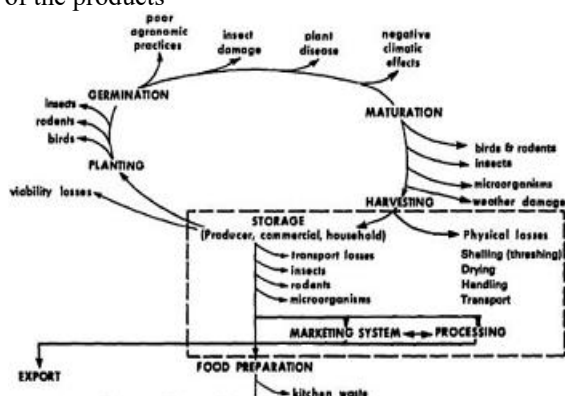 of the products
poor
agronomic
practices
insect
damage
plant
disease
negative
climatic
effects
GERMINATION
insects
rodents
birds
MATURATION
birds & rodents
insects
microorganisms
weather damage
PLANTING
viability losses
HARVESTING
STORAGE
(Producer, commercial, household)
transport losses
insects
rodents
microorganisms
Physical losses
Shelling (threshing)
Drying
Handling
Transport
MARKETING SYSTEM
PROCESSING
EXPORT
FOOD PREPARATION
kitchen waste